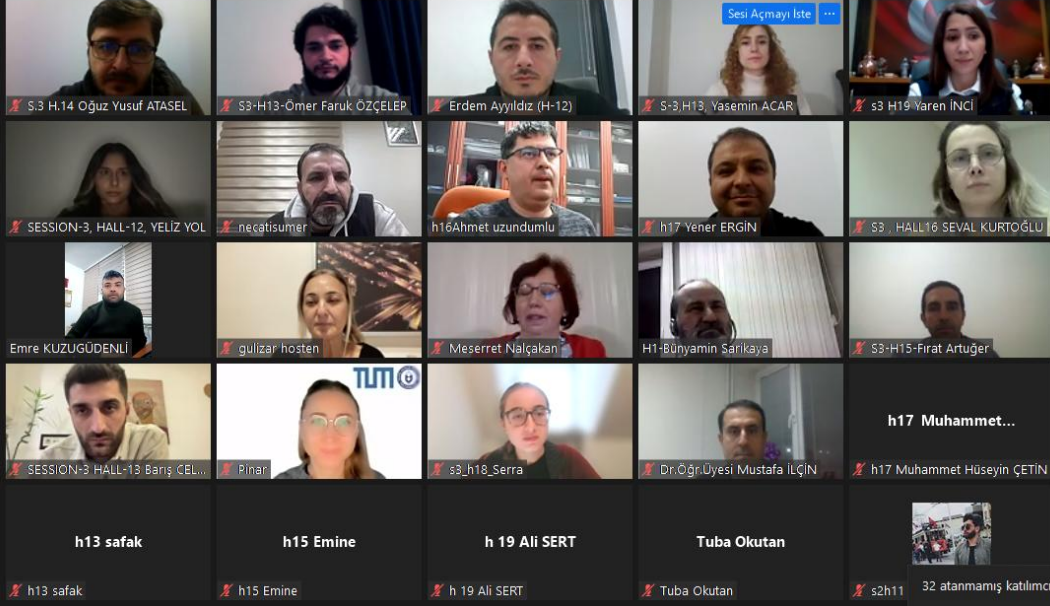 Sesi Açmayı İste
S.3 H.14 Oğuz Yusuf ATASEL
S3-H13-Ömer Faruk ÖZÇELEP
Erdem Ayyıldız (H-12)
S-3,H13, Yasemin ACAR
s3 H19 Yaren İNCİ
SESSION-3, HALL-12, YELİZ YOL
necatisumer
h16Ahmet uzundumlu
h17 Yener ERGİN
S3 , HALL16 SEVAL KURTOĞLU
Emre KUZUGÜDENLİ
gulizar hosten
Meserret Nalçakan
H1-Bünyamin Sarikaya
S3-H15-Fırat Artuğer
TUTI
SESSION-3 HALL-13 Barış ÇEL...
Pinar
s3_h18_Serra
Dr.Öğr.Üyesi Mustafa İLÇİN
h17 Muhammet...
h17 Muhammet Hüseyin ÇETİN
h13 safak
h15 Emine
h 19 Ali SERT
Tuba Okutan
h13 safak
h15 Emine
h 19 Ali SERT
Tuba Okutan
s2h11
32 atanmamış katılımcı